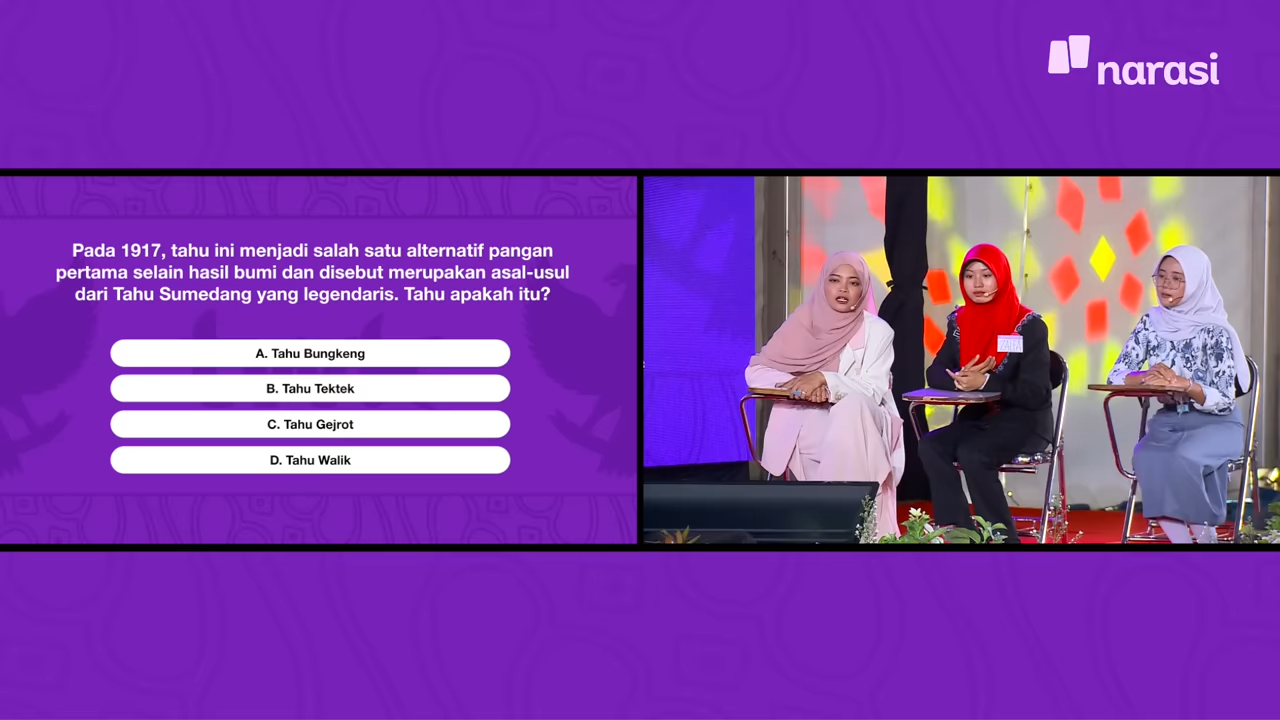 narasi
Pada 1917, tahu ini menjadi salah satu alternatif pangan
pertama selain hasil bumi dan disebut merupakan asal-usul
dari Tahu Sumedang yang legendaris. Tahu apakah itu?
A. Tahu Bungkeng
B. Tahu Tektek
C. Tahu Gejrot
D. Tahu Walik